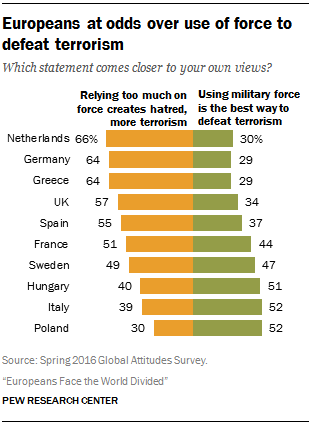 Europeans at odds over use of force to
defeat terrorism
Which statement comes closer to your own views?
Relying too much on
force creates hatred,
more terrorism
Using military force
is the best way to
defeat terrorism
Netherlands 66% 30%
Germany 64 29
Greece 64 29
UK 57 34
Spain 55 37
France 51 44
Sweden 49 47
Hungary 40 51
Italy 39 52
Poland 30 52
Source: Spring 2016 Global Attitudes Survey.
“Europeans Face the World Divided”
PEW RESEARCH CENTER